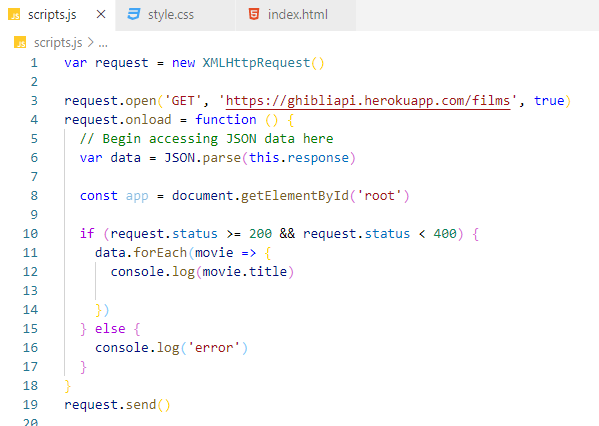 JS scripts.js × style.css index.html
JS scripts.js > ...
1 var request = new XMLHttpRequest()
2
3 request.open('GET', 'https://ghibliapi.herokuapp.com/films', true)
4 request.onload = function () {
5   // Begin accessing JSON data here
6   var data = JSON.parse(this.response)
7
8   const app = document.getElementById('root')
9
10   if (request.status >= 200 && request.status < 400) {
11     data.forEach(movie => {
12       console.log(movie.title)
13
14     })
15   } else {
16     console.log('error')
17   }
18 }
19 request.send()
20